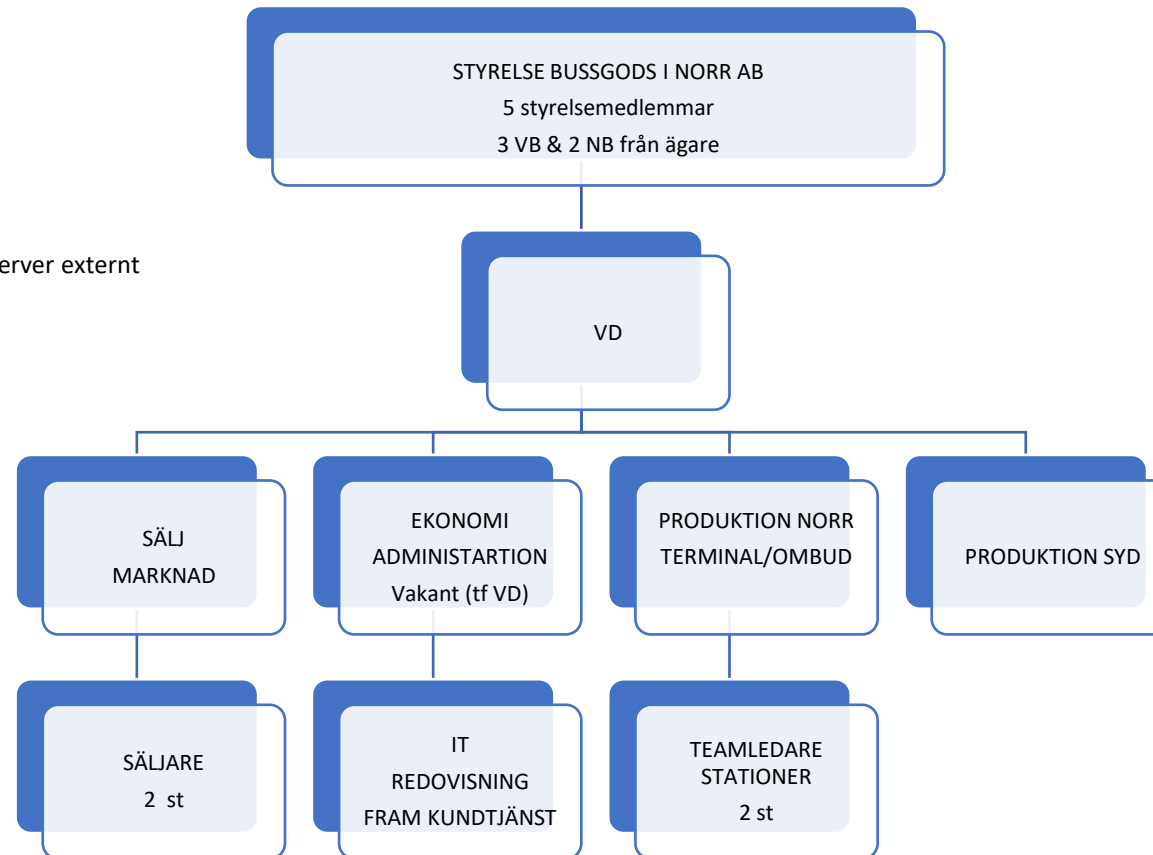 STYRELSE BUSSGODS I NORR AB
5 styrelsemedlemmar
3 VB & 2 NB från ägare
erver externt
VD
SÄLJ
MARKNAD
EKONOMI
ADMINISTARTION
Vakant (tf VD)
PRODUKTION NORR
TERMINAL/OMBUD
PRODUKTION SYD
SÄLJARE
2 st
IT
REDOVISNING
FRAM KUNDTJÄNST
TEAMLEDARE
STATIONER
2 st